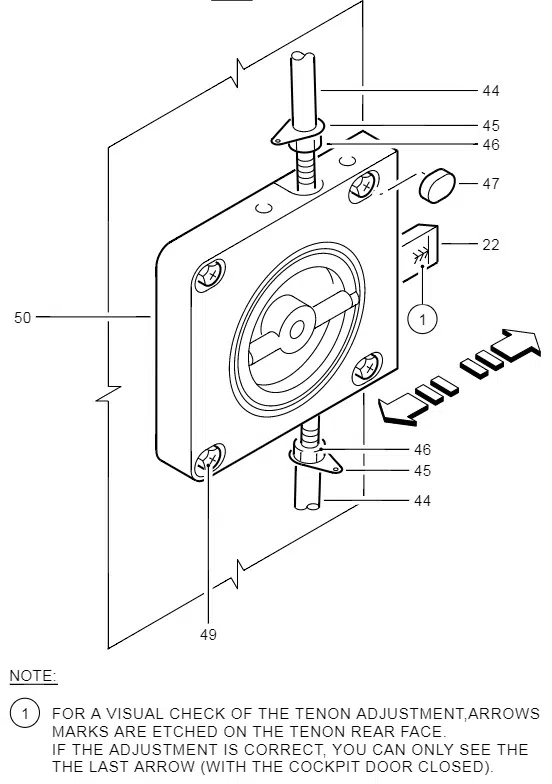 44
45
46
47
22
1
50
46
45
44
49
NOTE:
1 FOR A VISUAL CHECK OF THE TENON ADJUSTMENT,ARROWS
MARKS ARE ETCHED ON THE TENON REAR FACE.
IF THE ADJUSTMENT IS CORRECT, YOU CAN ONLY SEE THE
THE LAST ARROW (WITH THE COCKPIT DOOR CLOSED).